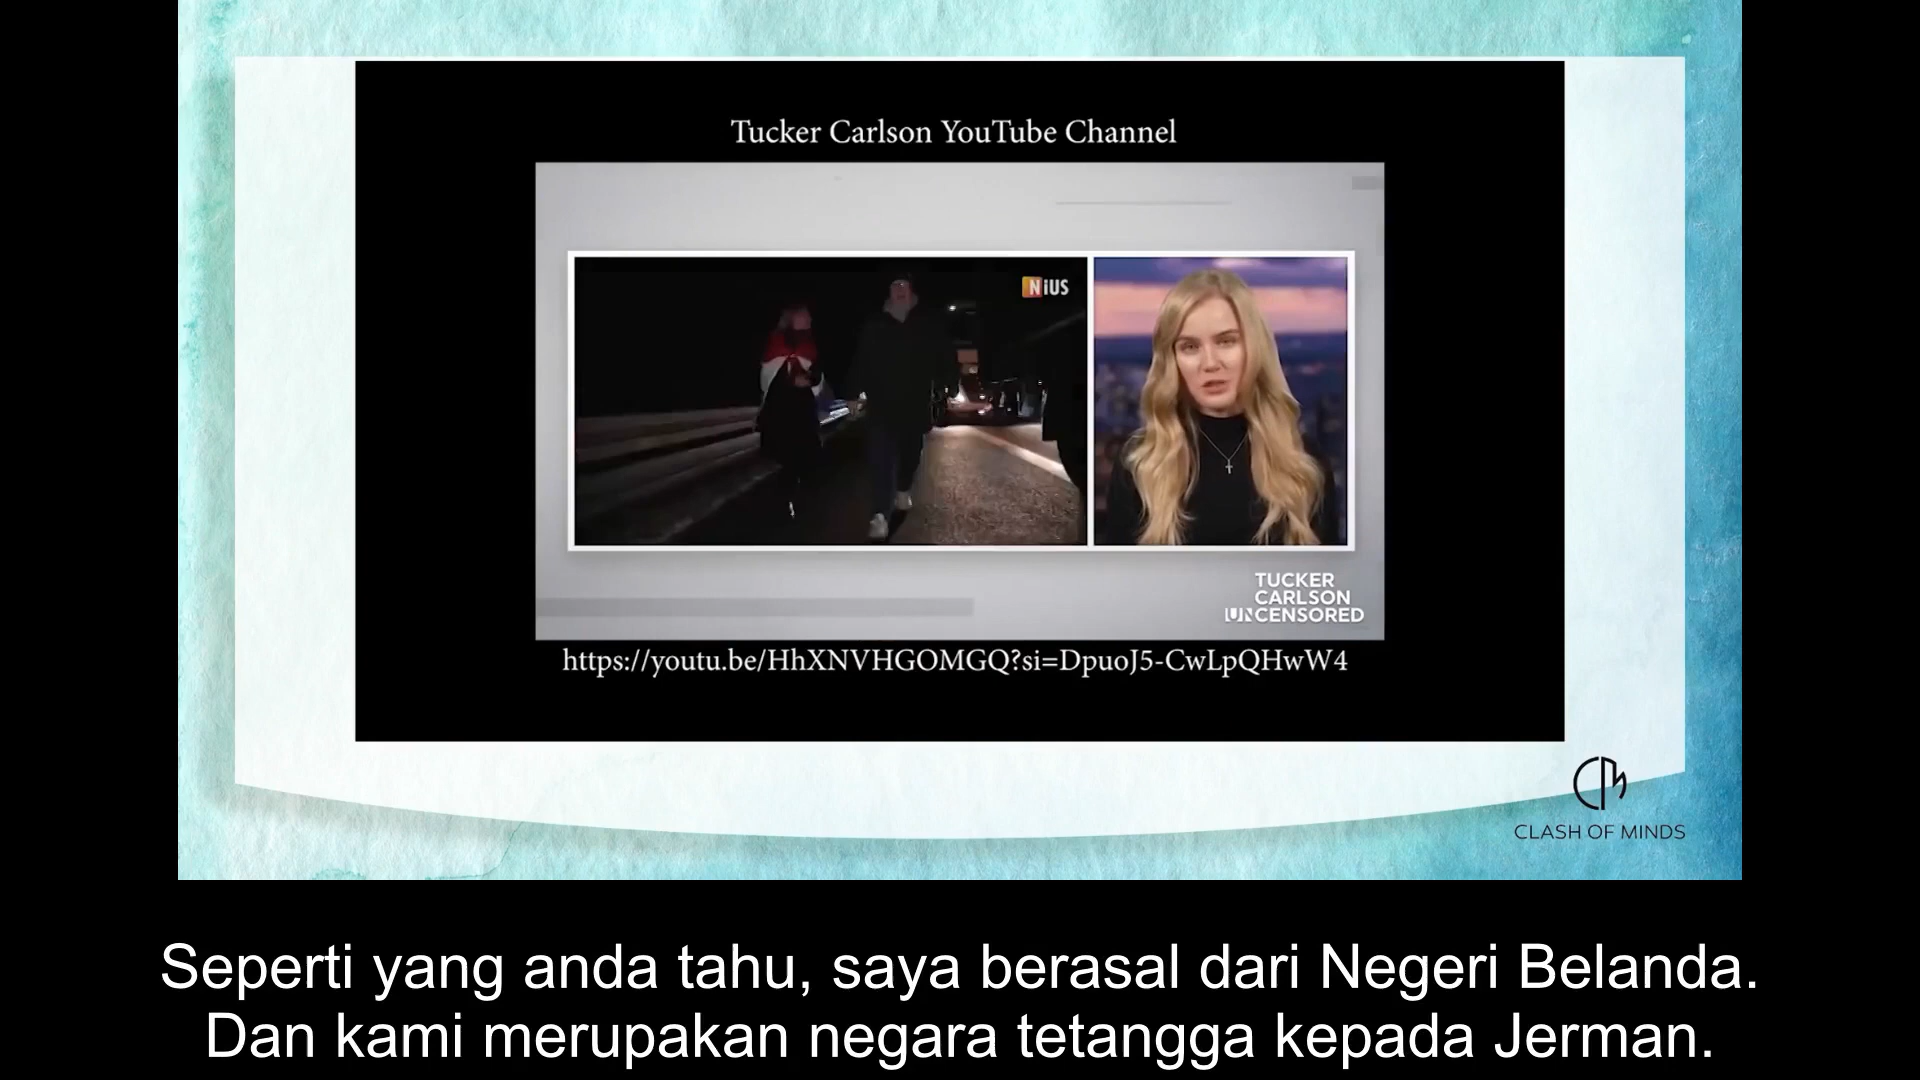 Tucker Carlson YouTube Channel
NiUS
TUCKER
CARLSON
UNCENSORED
https://youtu.be/HhXNVHGOMGQ?si=DpuoJ5-CwLpQHwW4
CLASH OF MINDS
Seperti yang anda tahu, saya berasal dari Negeri Belanda.
Dan kami merupakan negara tetangga kepada Jerman.